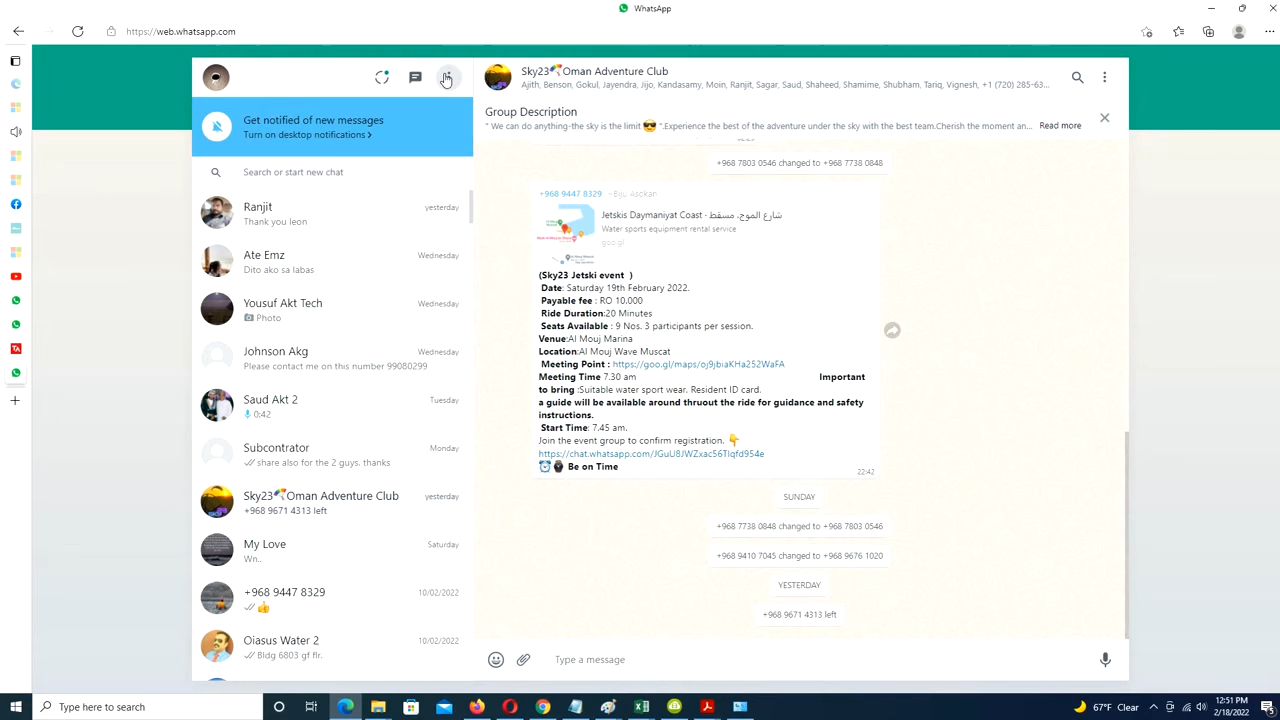 WhatsApp
https://web.whatsapp.com
Sky23🪂Oman Adventure Club
Ajith, Benson, Gokul, Jayendra, Jijo, Kandasamy, Moin, Ranjit, Sagar, Saud, Shaheed, Shamime, Shubham, Tariq, Vignesh, +1 (720) 285-63...
Group Description
" We can do anything-the sky is the limit 😎 ".Experience the best of the adventure under the sky with the best team.Cherish the moment an... Read more
Get notified of new messages
Turn on desktop notifications >
Search or start new chat
Ranjit yesterday
Thank you leon
Ate Emz Wednesday
Dito ako sa labas
Yousuf Akt Tech Wednesday
Photo
Johnson Akg Wednesday
Please contact me on this number 99080299
Saud Akt 2 Tuesday
0:42
Subcontrator Monday
share also for the 2 guys. thanks
Sky23🪂Oman Adventure Club yesterday
+968 9671 4313 left
My Love Saturday
Wn..
+968 9447 8329 10/02/2022
👍
Oiasus Water 2 10/02/2022
Bldg 6803 gf flr.
+968 7803 0546 changed to +968 7738 0848
+968 9447 8329 ~Biju Asokan
Jetskis Daymaniyat Coast · شارع الموج، مسقط
Water sports equipment rental service
goo.gl
(Sky23 Jetski event )
Date: Saturday 19th February 2022.
Payable fee : RO 10.000
Ride Duration:20 Minutes
Seats Available : 9 Nos. 3 participants per session.
Venue:Al Mouj Marina
Location:Al Mouj Wave Muscat
Meeting Point : https://goo.gl/maps/oj9jbiaKHa252WaFA
Meeting Time 7.30 am Important
to bring :Suitable water sport wear, Resident ID card.
a guide will be available around thruout the ride for guidance and safety
instructions.
Start Time: 7.45 am.
Join the event group to confirm registration. 👇
https://chat.whatsapp.com/JGuU8JWZxac56Tlqfd954e
⏰⌚ Be on Time
22:42
SUNDAY
+968 7738 0848 changed to +968 7803 0546
+968 9410 7045 changed to +968 9676 1020
YESTERDAY
+968 9671 4313 left
Type a message
Type here to search
67°F Clear
12:51 PM
2/18/2022